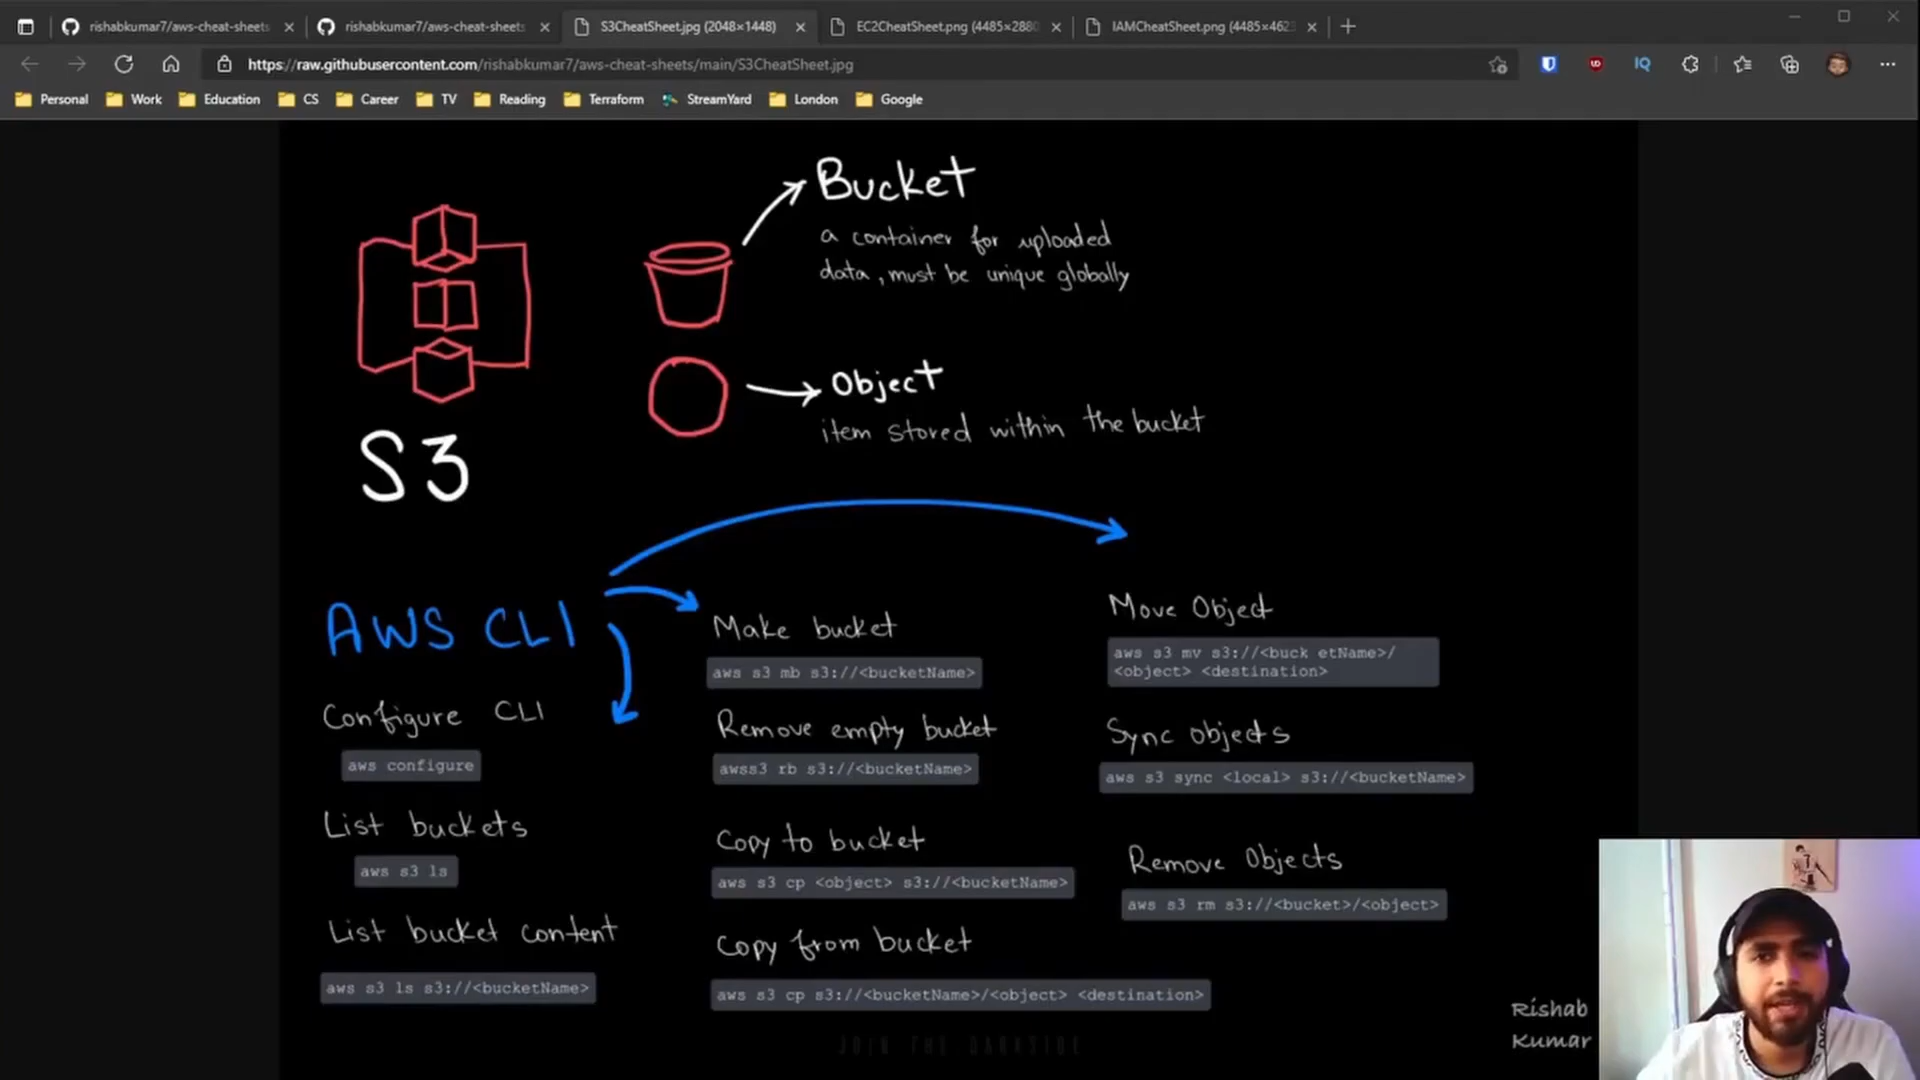 rishabkumar7/aws-cheat-sheets
rishabkumar7/aws-cheat-sheets
S3CheatSheet.jpg (2048×1448)
EC2CheatSheet.png (4485×2880
IAMCheatSheet.png (4485×462
https://raw.githubusercontent.com/rishabkumar7/aws-cheat-sheets/main/S3CheatSheet.jpg
IQ
Personal
Work
Education
CS
Career
TV
Reading
Terraform
StreamYard
London
Google
Bucket
a container for uploaded
data, must be unique globally
Object
item stored within the bucket
S3
AWS CLI
Configure CLI
aws configure
List buckets
aws s3 ls
List bucket content
aws s3 ls s3://<bucketName>
Make bucket
aws s3 mb s3://<bucketName>
Remove empty bucket
awss3 rb s3://<bucketName>
Copy to bucket
aws s3 cp <object> s3://<bucketName>
Copy from bucket
aws s3 cp s3://<bucketName>/<object> <destination>
Move Object
aws s3 mv s3://<buck etName>/
<object> <destination>
Sync objects
aws s3 sync <local> s3://<bucketName>
Remove Objects
aws s3 rm s3://<bucket>/<object>
JOIN THE DARKSIDE
Rishab
Kumar